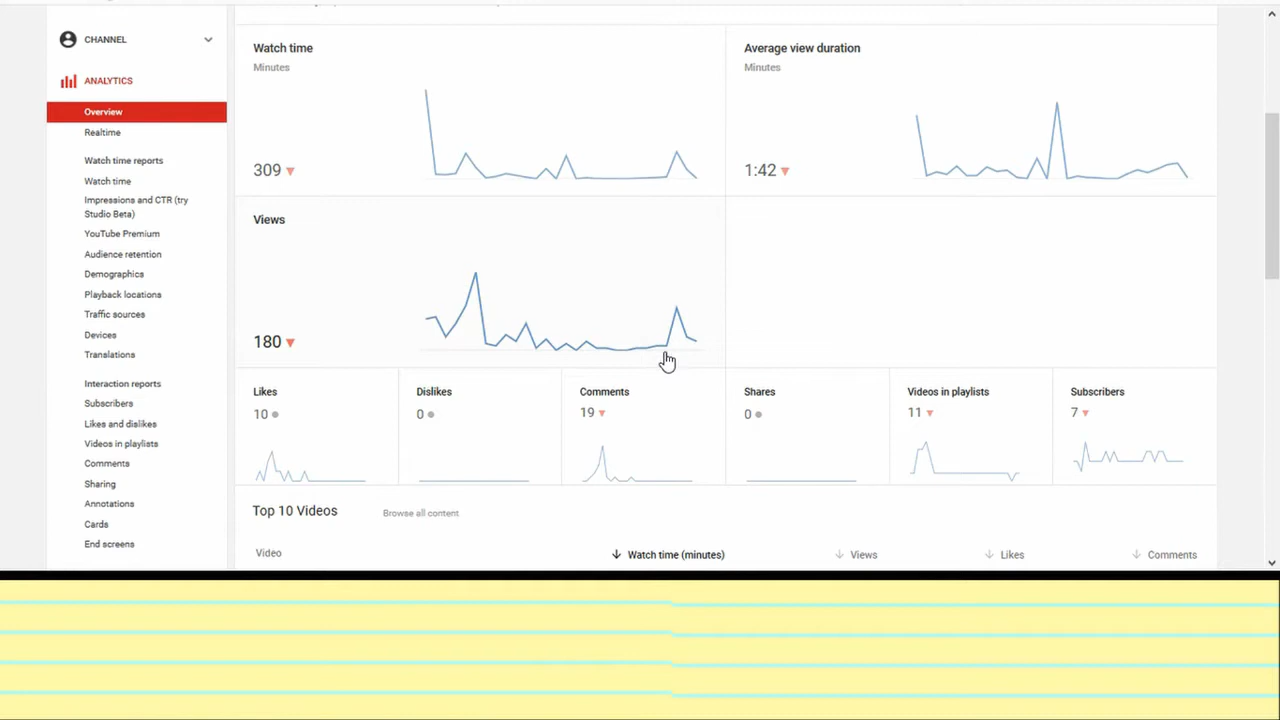 CHANNEL
ANALYTICS
Overview
Realtime
Watch time reports
Watch time
Impressions and CTR (try
Studio Beta)
YouTube Premium
Audience retention
Demographics
Playback locations
Traffic sources
Devices
Translations
Interaction reports
Subscribers
Likes and dislikes
Videos in playlists
Comments
Sharing
Annotations
Cards
End screens
Watch time
Minutes
309
Average view duration
Minutes
1:42
Views
180
Likes
10
Dislikes
0
Comments
19
Shares
0
Videos in playlists
11
Subscribers
7
Top 10 Videos Browse all content
Video Watch time (minutes) Views Likes Comments